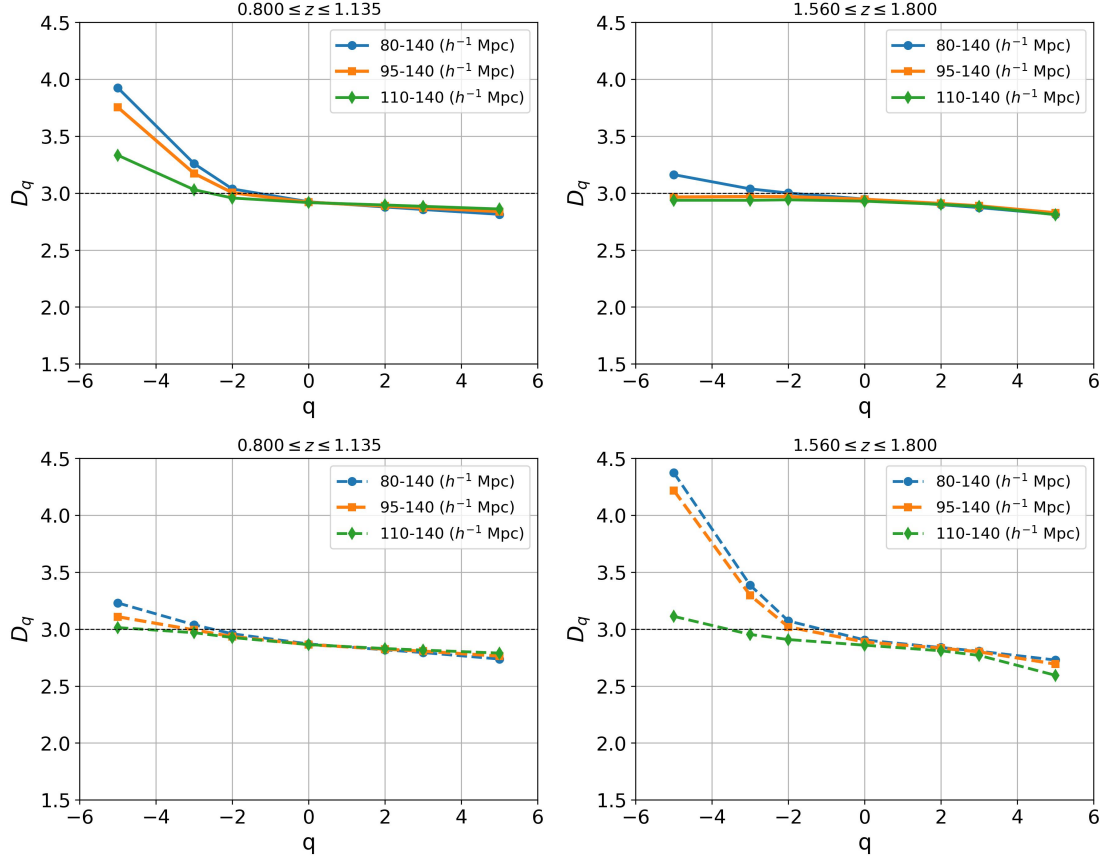 0.800 ≤ z ≤ 1.135
4.5
4.0
3.5
3.0
2.5
2.0
1.5
D_q
80-140 (h⁻¹ Mpc)
95-140 (h⁻¹ Mpc)
110-140 (h⁻¹ Mpc)
−6 −4 −2 0 2 4 6
q
1.560 ≤ z ≤ 1.800
4.5
4.0
3.5
3.0
2.5
2.0
1.5
D_q
80-140 (h⁻¹ Mpc)
95-140 (h⁻¹ Mpc)
110-140 (h⁻¹ Mpc)
−6 −4 −2 0 2 4 6
q
0.800 ≤ z ≤ 1.135
4.5
4.0
3.5
3.0
2.5
2.0
1.5
D_q
80-140 (h⁻¹ Mpc)
95-140 (h⁻¹ Mpc)
110-140 (h⁻¹ Mpc)
−6 −4 −2 0 2 4 6
q
1.560 ≤ z ≤ 1.800
4.5
4.0
3.5
3.0
2.5
2.0
1.5
D_q
80-140 (h⁻¹ Mpc)
95-140 (h⁻¹ Mpc)
110-140 (h⁻¹ Mpc)
−6 −4 −2 0 2 4 6
q